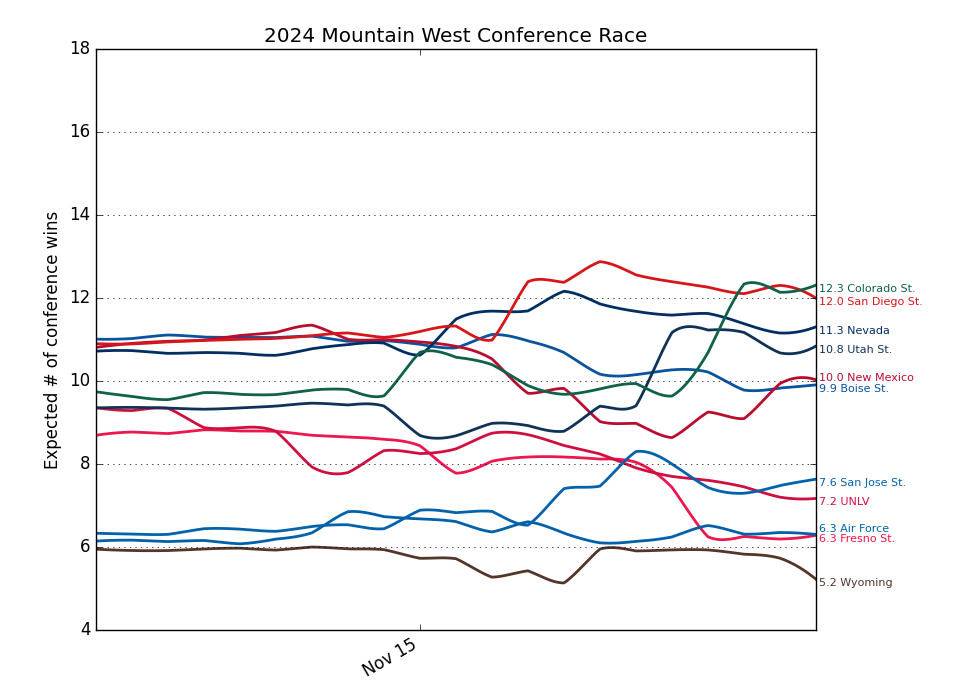 2024 Mountain West Conference Race
Expected # of conference wins
18
16
14
12
10
8
6
4
Nov 15
12.3 Colorado St.
12.0 San Diego St.
11.3 Nevada
10.8 Utah St.
10.0 New Mexico
9.9 Boise St.
7.6 San Jose St.
7.2 UNLV
6.3 Air Force
6.3 Fresno St.
5.2 Wyoming